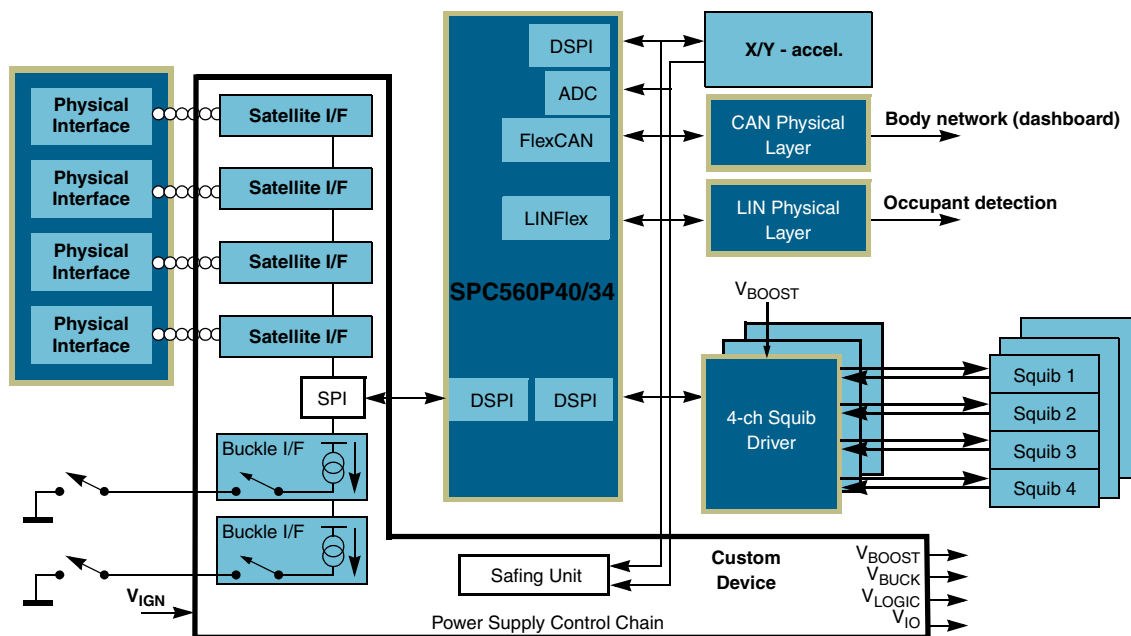 Physical
Interface
Physical
Interface
Physical
Interface
Physical
Interface
Satellite I/F
Satellite I/F
Satellite I/F
Satellite I/F
SPI
Buckle I/F
Buckle I/F
VIGN
DSPI
ADC
FlexCAN
LINFlex
SPC560P40/34
DSPI
DSPI
X/Y - accel.
CAN Physical
Layer
Body network (dashboard)
LIN Physical
Layer
Occupant detection
VBOOST
4-ch Squib
Driver
Squib 1
Squib 2
Squib 3
Squib 4
Safing Unit
Custom
Device
Power Supply Control Chain
VBOOST
VBUCK
VLOGIC
VIO